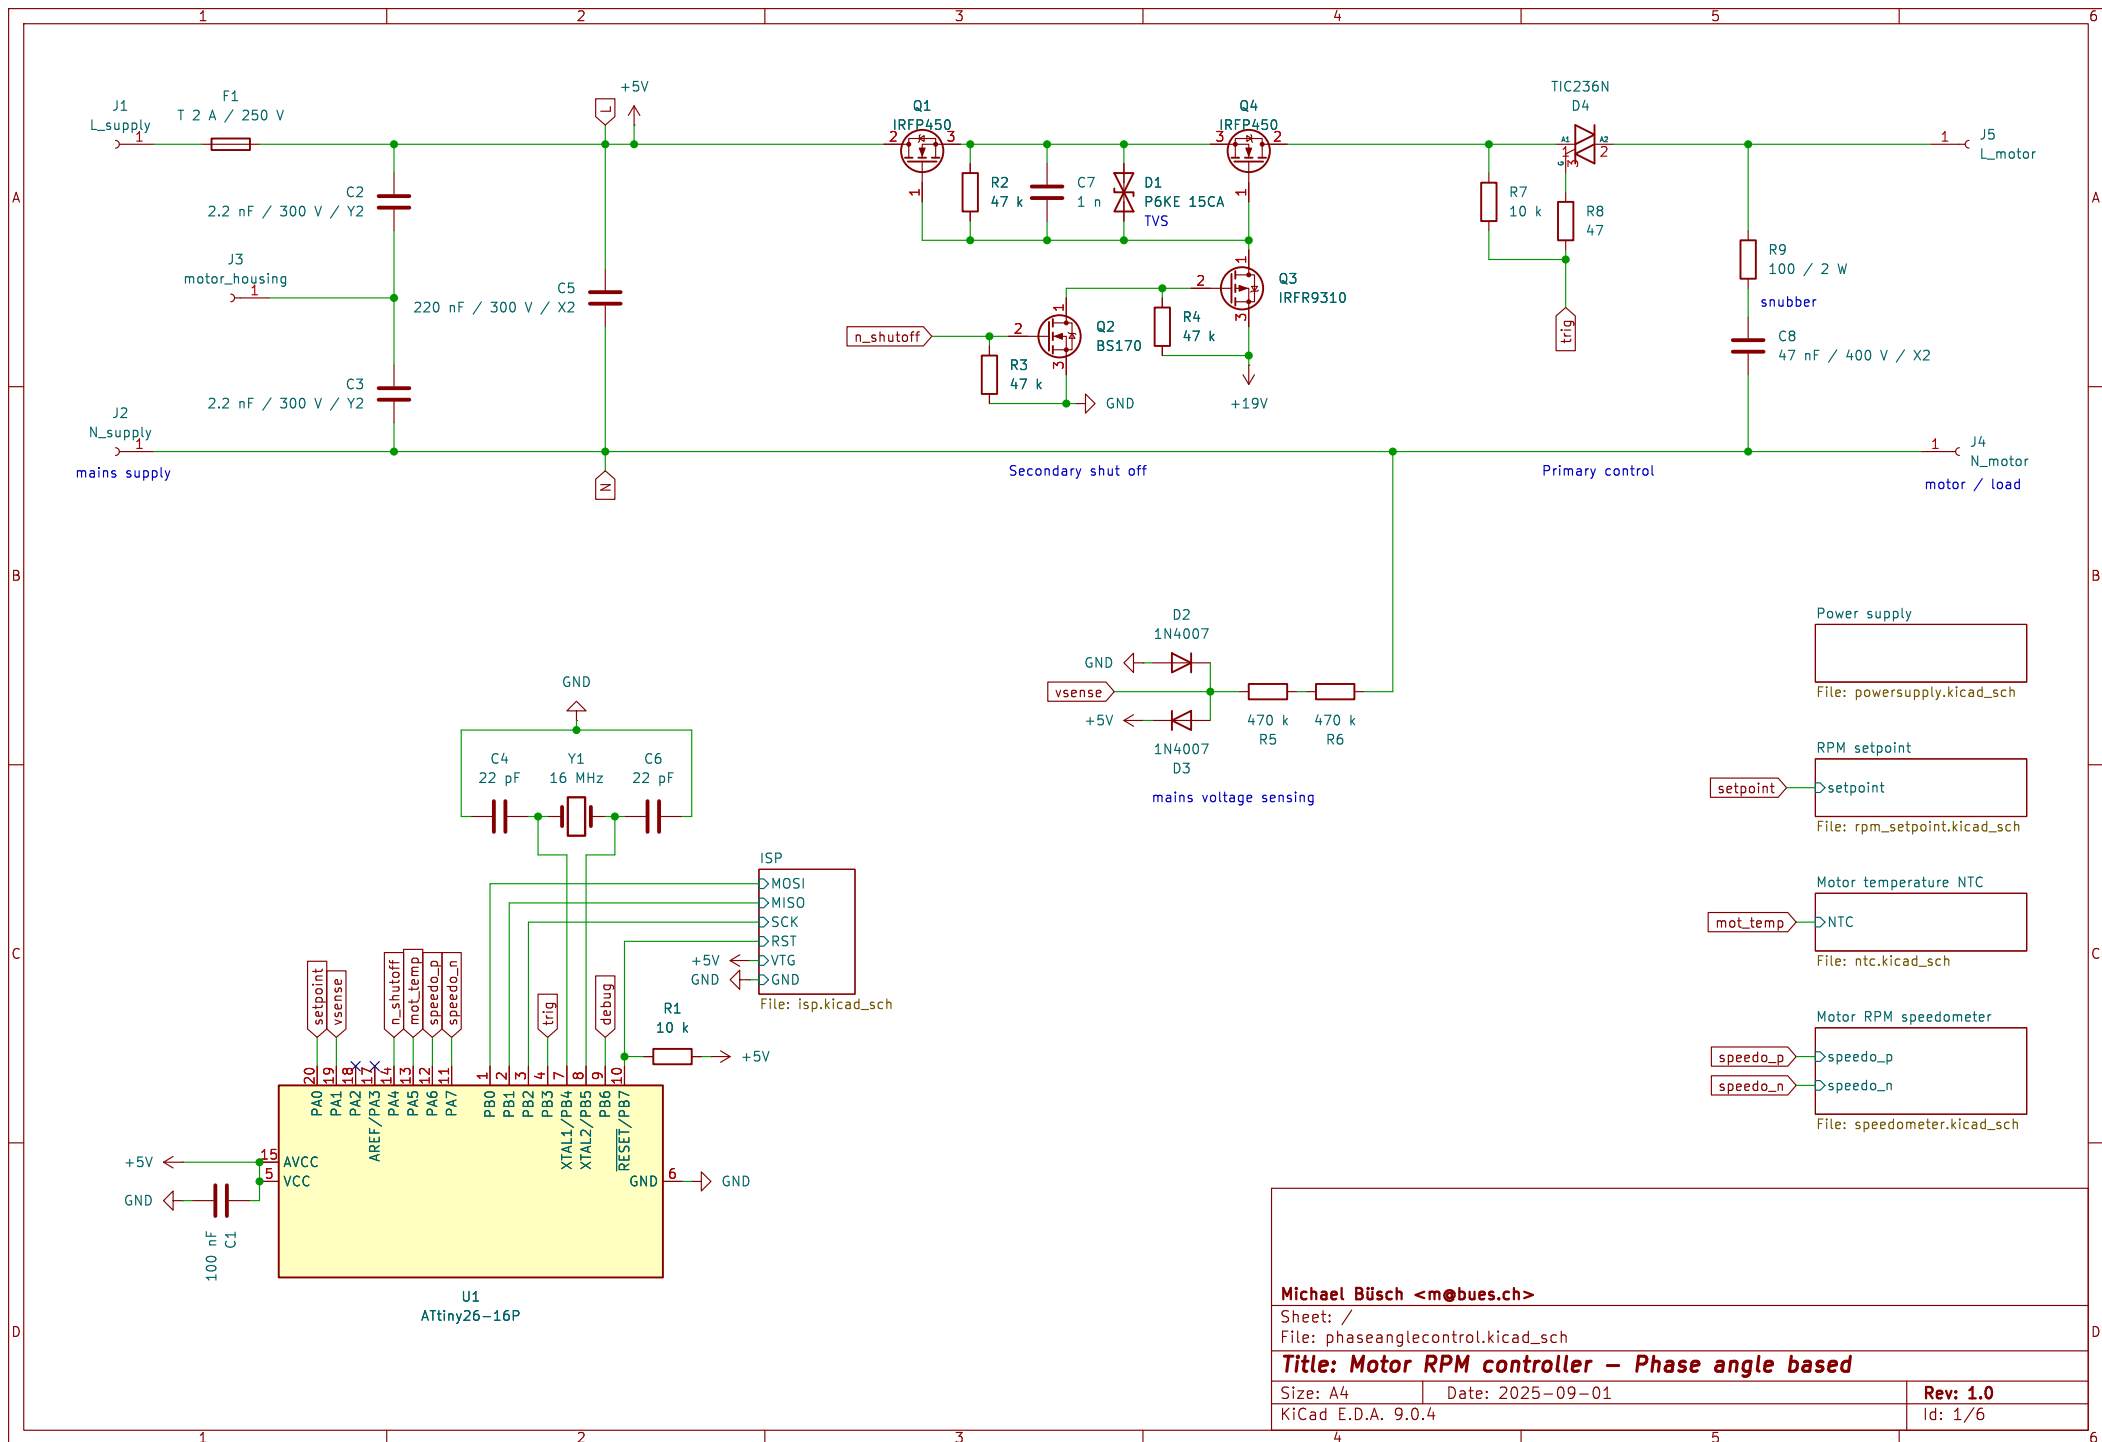 1 2 3 4 5 6
A
B
C
D
J1
L_supply
1
F1
T 2 A / 250 V
L
+5V
C2
2.2 nF / 300 V / Y2
J3
motor_housing
1
C5
220 nF / 300 V / X2
C3
2.2 nF / 300 V / Y2
J2
N_supply
1
mains supply
N
Q1
IRFP450
2
3
1
R2
47 k
C7
1 n
D1
P6KE 15CA
TVS
Q4
IRFP450
3
2
1
1
2
3
Q3
IRFR9310
+19V
R4
47 k
1
2
3
Q2
BS170
n_shutoff
R3
47 k
GND
Secondary shut off
TIC236N
D4
A1
A2
1
2
G
3
R7
10 k
R8
47
trig
Primary control
1
J5
L_motor
R9
100 / 2 W
snubber
C8
47 nF / 400 V / X2
1
J4
N_motor
motor / load
D2
1N4007
GND
vsense
+5V
1N4007
D3
470 k
R5
470 k
R6
mains voltage sensing
Power supply
File: powersupply.kicad_sch
RPM setpoint
setpoint
setpoint
File: rpm_setpoint.kicad_sch
Motor temperature NTC
mot_temp
NTC
File: ntc.kicad_sch
Motor RPM speedometer
speedo_p
speedo_p
speedo_n
speedo_n
File: speedometer.kicad_sch
GND
C4
22 pF
Y1
16 MHz
C6
22 pF
ISP
MOSI
MISO
SCK
RST
+5V
VTG
GND
GND
File: isp.kicad_sch
setpoint
vsense
n_shutoff
mot_temp
speedo_p
speedo_n
trig
debug
R1
10 k
+5V
20
19
18
17
14
13
12
11
1
2
3
4
7
8
9
10
PA0
PA1
PA2
AREF/PA3
PA4
PA5
PA6
PA7
PB0
PB1
PB2
PB3
XTAL1/PB4
XTAL2/PB5
PB6
RESET/PB7
+5V
15
AVCC
5
VCC
GND
100 nF
C1
GND
6
GND
U1
ATtiny26-16P
Michael Büsch <m@bues.ch>
Sheet: /
File: phaseanglecontrol.kicad_sch
Title: Motor RPM controller – Phase angle based
Size: A4
Date: 2025-09-01
Rev: 1.0
KiCad E.D.A. 9.0.4
Id: 1/6
A
B
C
D
1 2 3 4 5 6